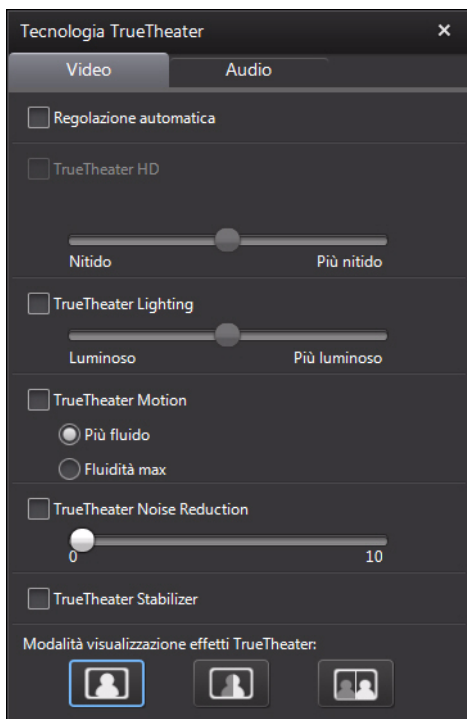 Tecnologia TrueTheater
Video Audio
Regolazione automatica
TrueTheater HD
Nitido Più nitido
TrueTheater Lighting
Luminoso Più luminoso
TrueTheater Motion
Più fluido
Fluidità max
TrueTheater Noise Reduction
0 10
TrueTheater Stabilizer
Modalità visualizzazione effetti TrueTheater: